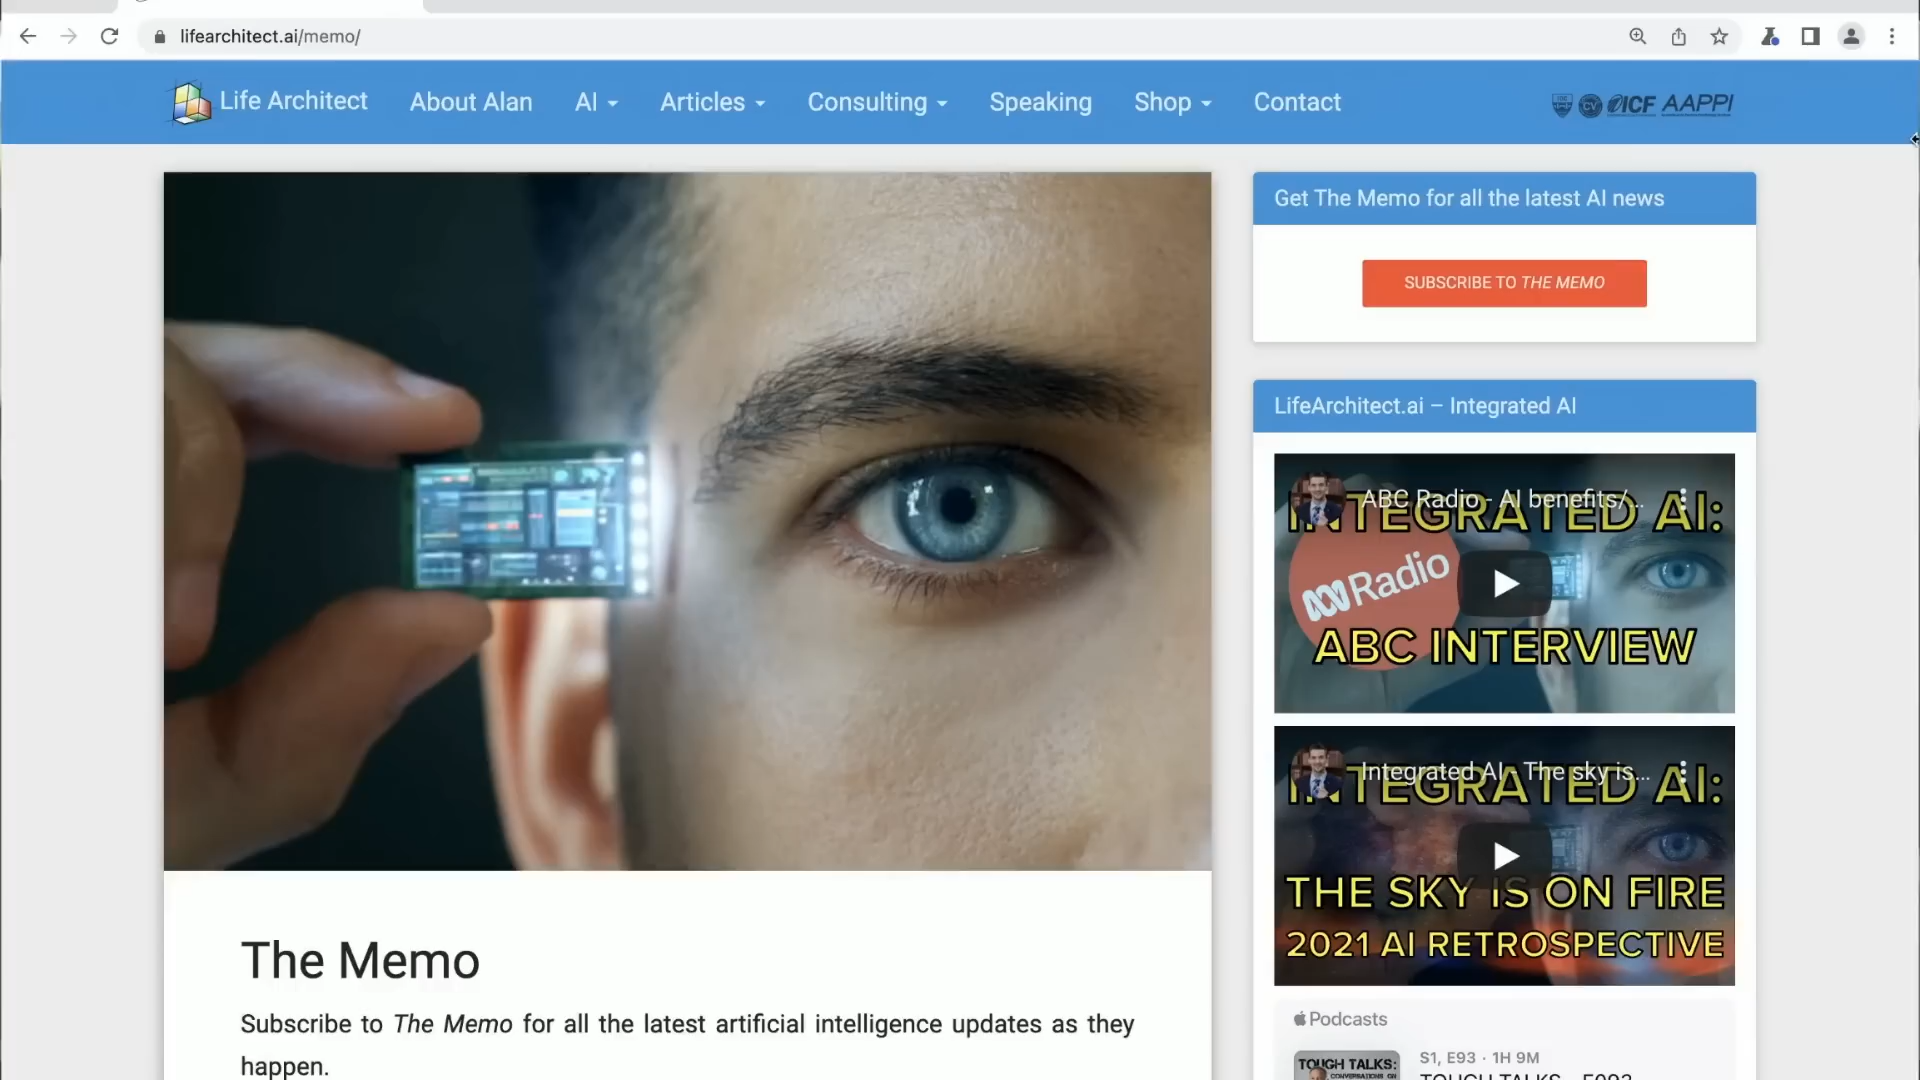 lifearchitect.ai/memo/
Life Architect
About Alan
AI
Articles
Consulting
Speaking
Shop
Contact
ICF AAPPI
Get The Memo for all the latest AI news
SUBSCRIBE TO THE MEMO
LifeArchitect.ai – Integrated AI
ABC Radio - AI benefits/...
INTEGRATED AI:
Radio
ABC INTERVIEW
Integrated AI - The sky is...
INTEGRATED AI:
THE SKY IS ON FIRE
2021 AI RETROSPECTIVE
The Memo
Subscribe to The Memo for all the latest artificial intelligence updates as they
happen.
Podcasts
S1, E93 · 1H 9M
TOUGH TALKS:
TOUGH TALKS - E093